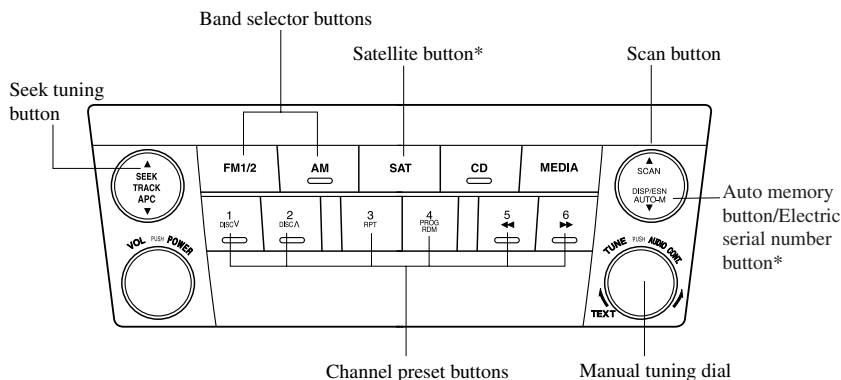 Band selector buttons
Satellite button*
Scan button
Seek tuning
button
FM1/2
AM
SAT
CD
MEDIA
SEEK
TRACK
APC
SCAN
DISP/ESN
AUTO-M
Auto memory
button/Electric
serial number
button*
1
DISC∨
2
DISC∧
3
RPT
4
PROG
RDM
5
◀◀
6
▶▶
VOL PUSH POWER
TUNE PUSH AUDIO CONT.
TEXT
Channel preset buttons
Manual tuning dial